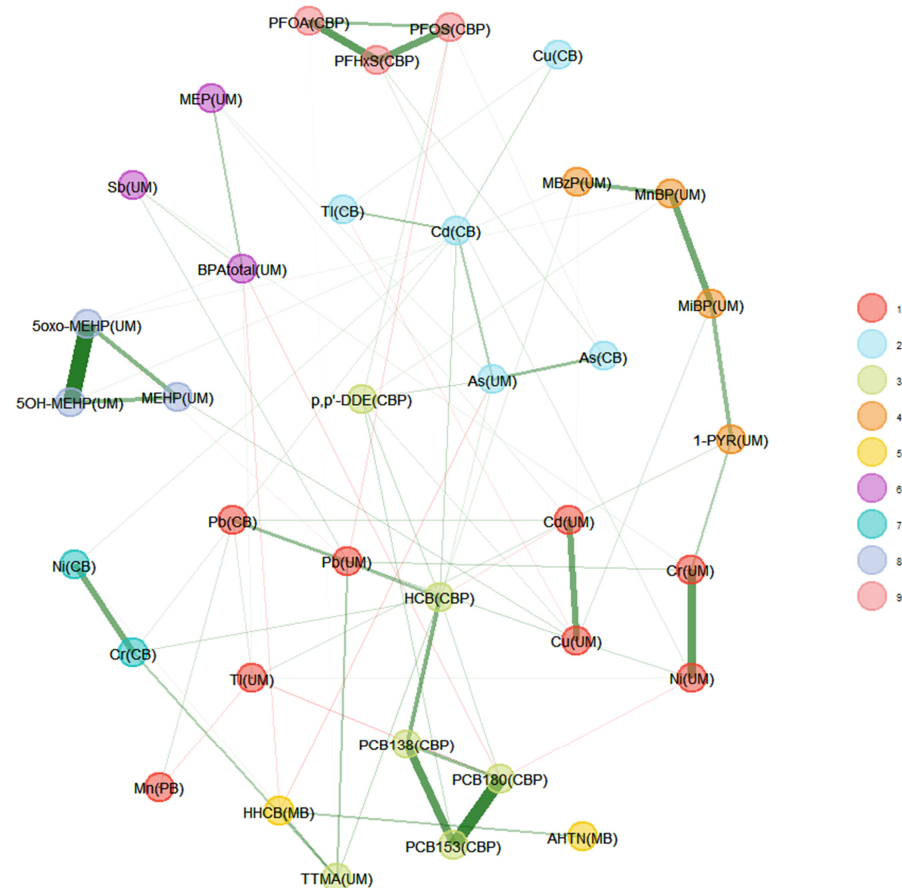 PFOA(CBP)
PFOS(CBP)
PFHxS(CBP)
Cu(CB)
MEP(UM)
Sb(UM)
MBzP(UM)
MnBP(UM)
Tl(CB)
Cd(CB)
BPAtotal(UM)
MiBP(UM)
5oxo-MEHP(UM)
As(CB)
As(UM)
5OH-MEHP(UM)
MEHP(UM)
p,p'-DDE(CBP)
1-PYR(UM)
Pb(CB)
Cd(UM)
Ni(CB)
Pb(UM)
Cr(UM)
HCB(CBP)
Cr(CB)
Cu(UM)
Tl(UM)
Ni(UM)
PCB138(CBP)
PCB180(CBP)
Mn(PB)
HHCB(MB)
PCB153(CBP)
AHTN(MB)
TTMA(UM)
1
2
3
4
5
6
7
8
9